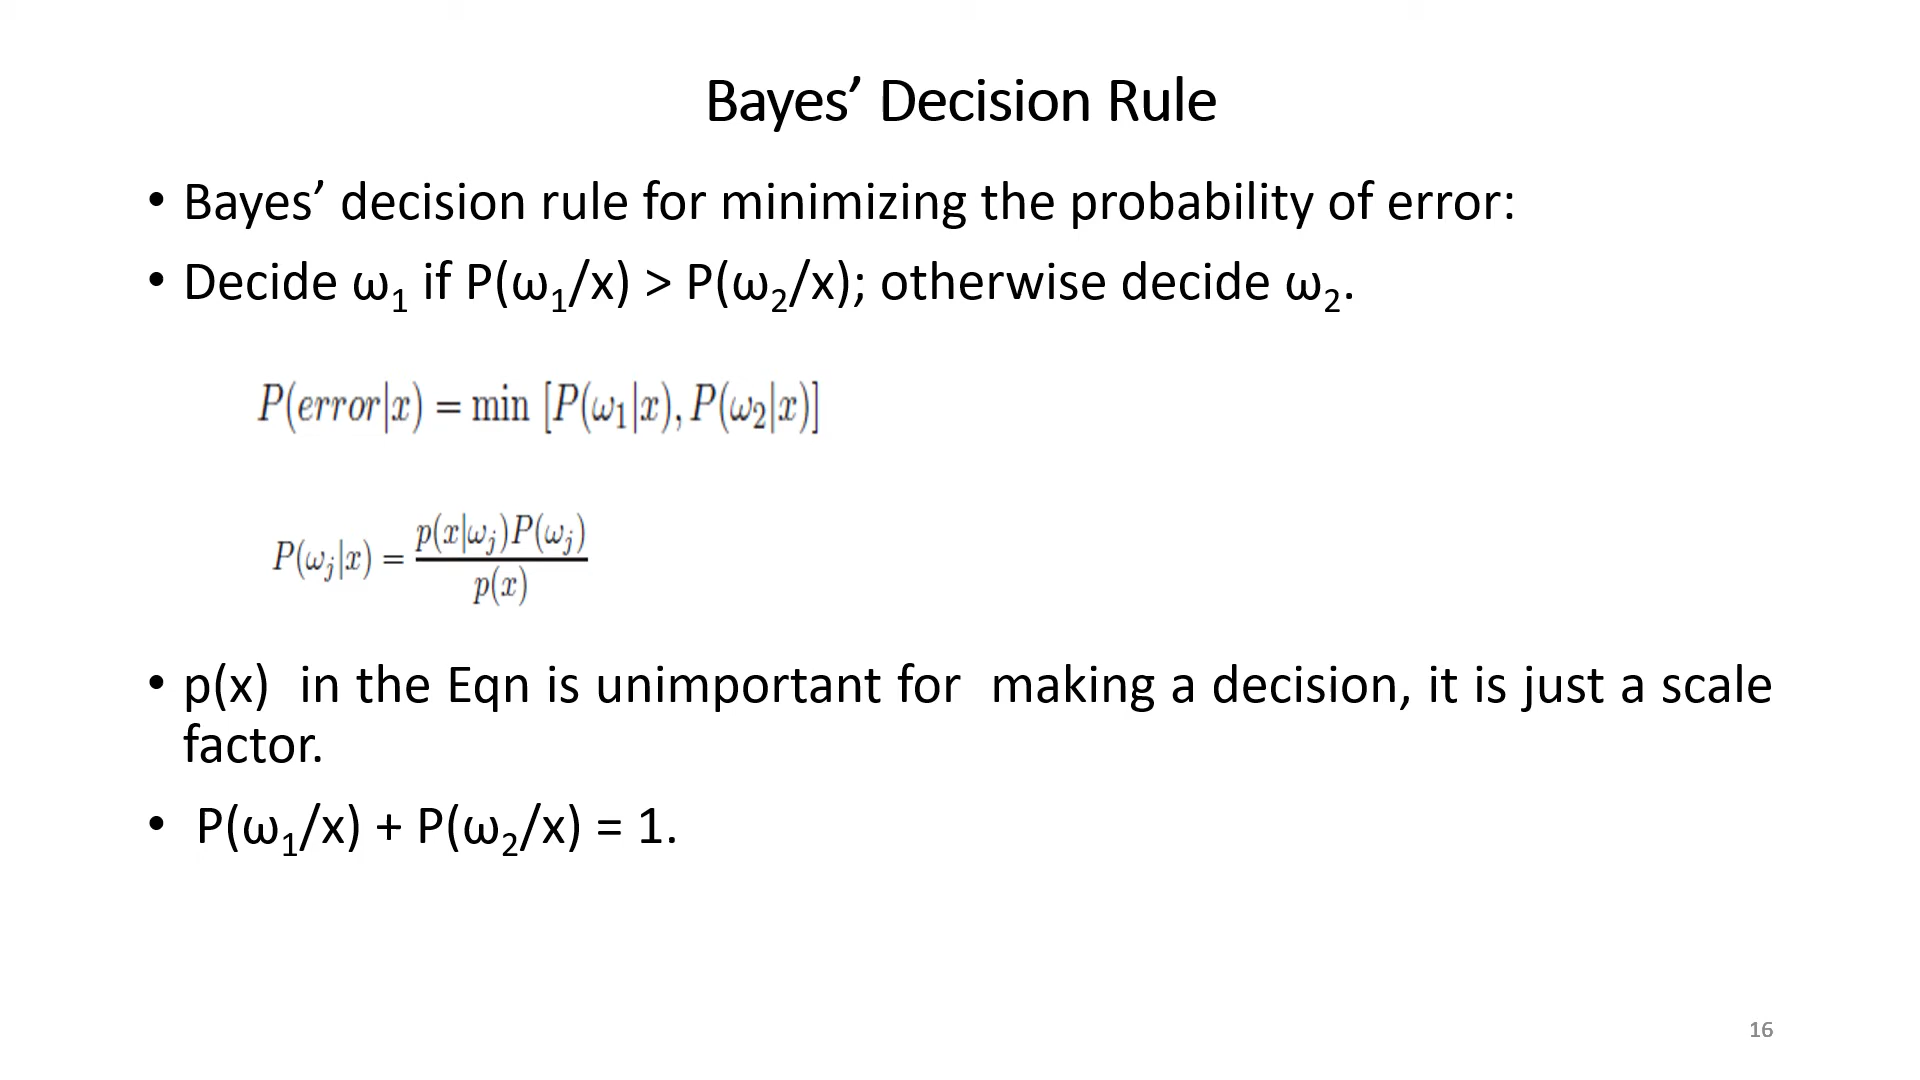 Bayes’ Decision Rule
• Bayes’ decision rule for minimizing the probability of error:
• Decide ω₁ if P(ω₁/x) > P(ω₂/x); otherwise decide ω₂.
P(error|x) = min [P(ω₁|x), P(ω₂|x)]
P(ωⱼ|x) = p(x|ωⱼ)P(ωⱼ) / p(x)
• p(x) in the Eqn is unimportant for making a decision, it is just a scale
factor.
• P(ω₁/x) + P(ω₂/x) = 1.
16